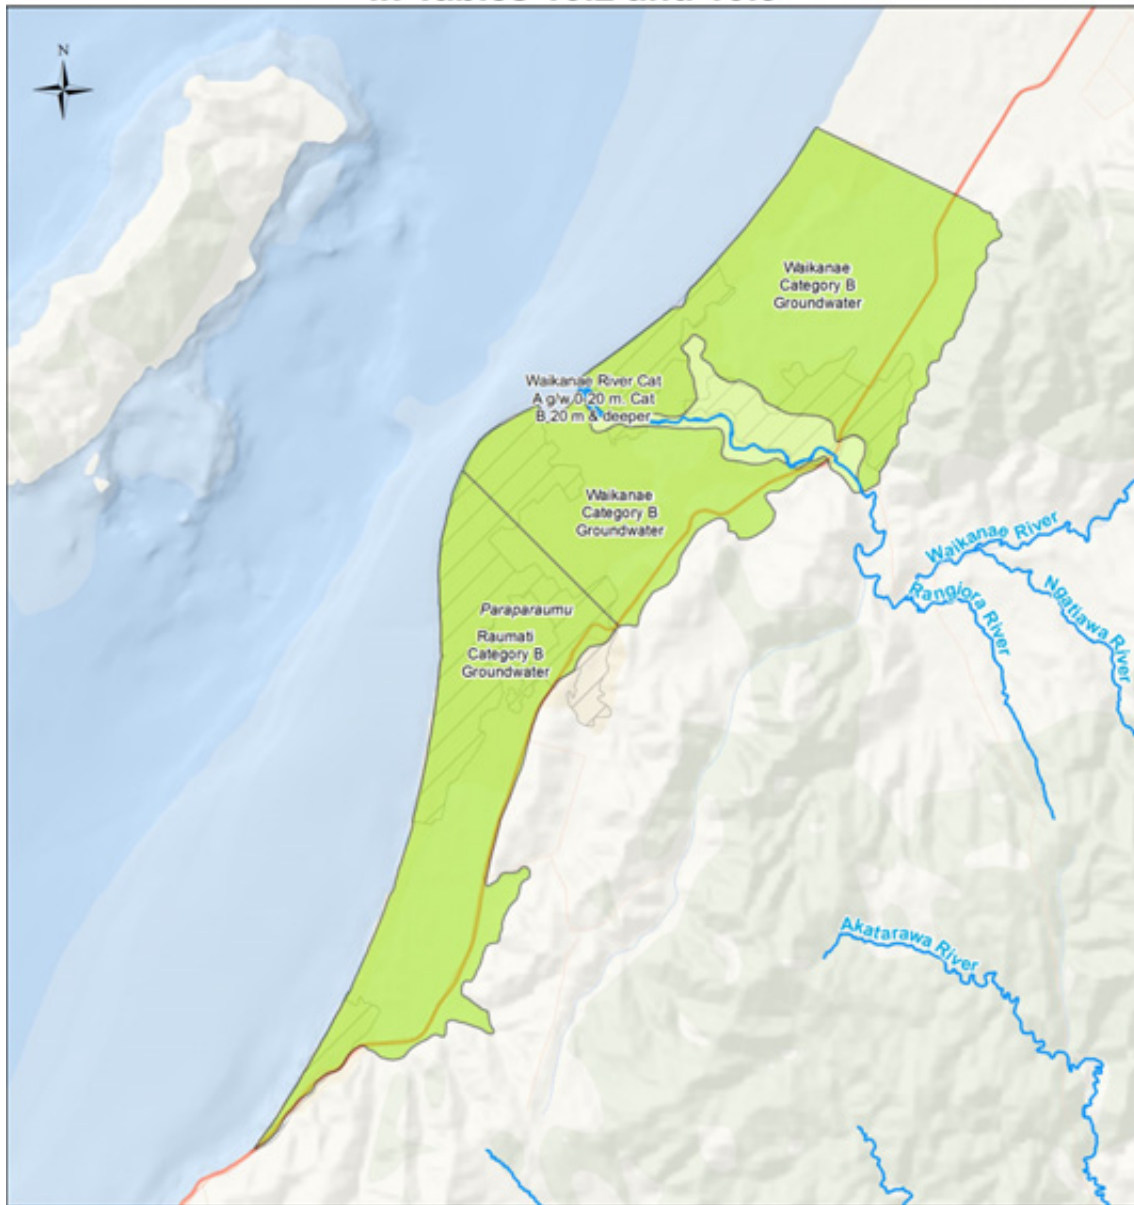 N
Waikanae
Category B
Groundwater
Waikanae River Cat
A g/w 0-20 m. Cat
B 20 m & deeper
Waikanae
Category B
Groundwater
Waikanae River
Ngatiawa River
Rangiora River
Paraparaumu
Raumati
Category B
Groundwater
Akatarawa River